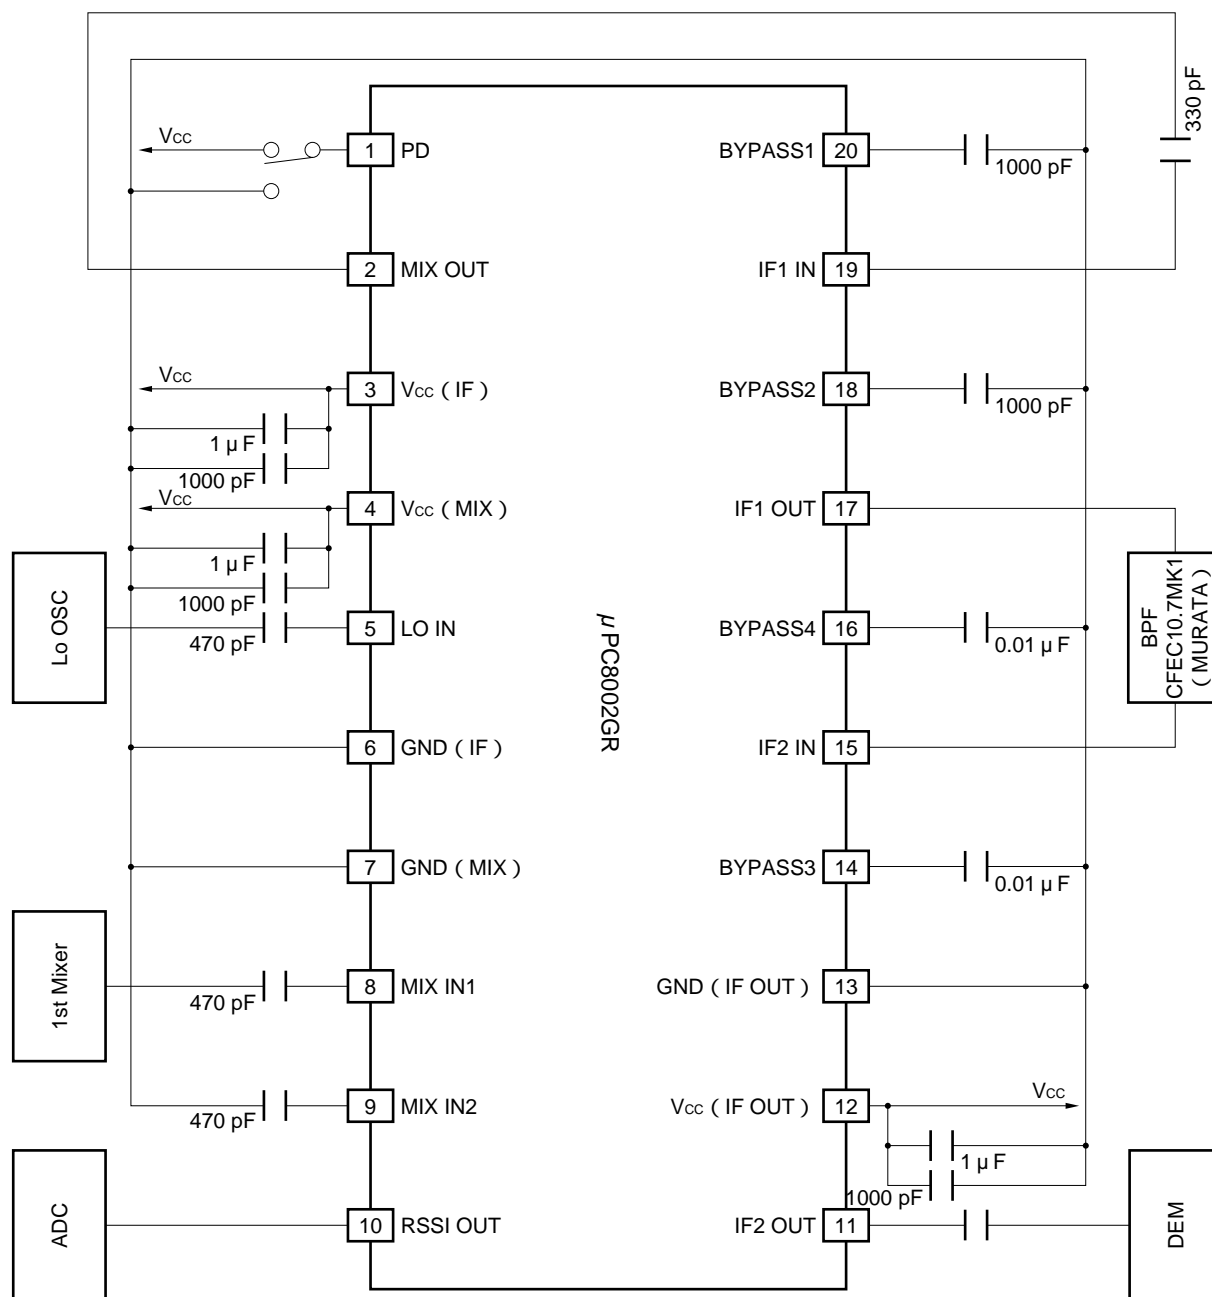 330 pF
Vcc
1 PD
BYPASS1 20
1000 pF
2 MIX OUT
IF1 IN 19
Vcc
3 Vcc ( IF )
BYPASS2 18
1000 pF
1 µ F
1000 pF
Vcc
4 Vcc ( MIX )
IF1 OUT 17
1 µ F
1000 pF
Lo OSC
470 pF
5 LO IN
BYPASS4 16
0.01 µ F
BPF
CFEC10.7MK1
( MURATA )
µ PC8002GR
6 GND ( IF )
IF2 IN 15
7 GND ( MIX )
BYPASS3 14
0.01 µ F
1st Mixer
470 pF
8 MIX IN1
GND ( IF OUT ) 13
470 pF
9 MIX IN2
Vcc ( IF OUT ) 12
Vcc
1 µ F
1000 pF
ADC
10 RSSI OUT
IF2 OUT 11
DEM